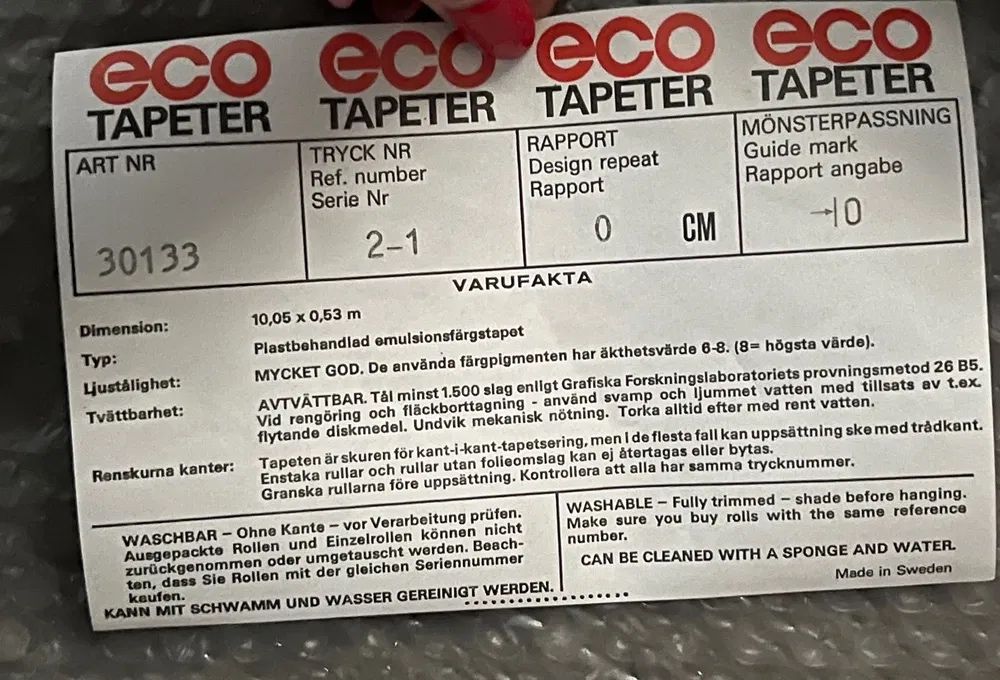 eco eco eco eco
TAPETER TAPETER TAPETER TAPETER
ART NR
30133
TRYCK NR
Ref. number
Serie Nr
2-1
RAPPORT
Design repeat
Rapport
0 CM
MÖNSTERPASSNING
Guide mark
Rapport angabe
→|0
VARUFAKTA
Dimension: 10,05 x 0,53 m
Typ: Plastbehandlad emulsionsfärgstapet
Ljustålighet: MYCKET GOD. De använda färgpigmenten har äkthetsvärde 6-8. (8= högsta värde).
Tvättbarhet: AVTVÄTTBAR. Tål minst 1.500 slag enligt Grafiska Forskningslaboratoriets provningsmetod 26 B5.
Vid rengöring och fläckborttagning - använd svamp och ljummet vatten med tillsats av t.ex.
flytande diskmedel. Undvik mekanisk nötning. Torka alltid efter med rent vatten.
Renskurna kanter: Tapeten är skuren för kant-i-kant-tapetsering, men i de flesta fall kan uppsättning ske med trådkant.
Enstaka rullar och rullar utan folieomslag kan ej återtagas eller bytas.
Granska rullarna före uppsättning. Kontrollera att alla har samma trycknummer.
WASCHBAR – Ohne Kante – vor Verarbeitung prüfen.
Ausgepackte Rollen und Einzelrollen können nicht
zurückgenommen oder umgetauscht werden. Beach-
ten, dass Sie Rollen mit der gleichen Seriennummer
kaufen.
KANN MIT SCHWAMM UND WASSER GEREINIGT WERDEN.
WASHABLE – Fully trimmed – shade before hanging.
Make sure you buy rolls with the same reference
number.
CAN BE CLEANED WITH A SPONGE AND WATER.
Made in Sweden